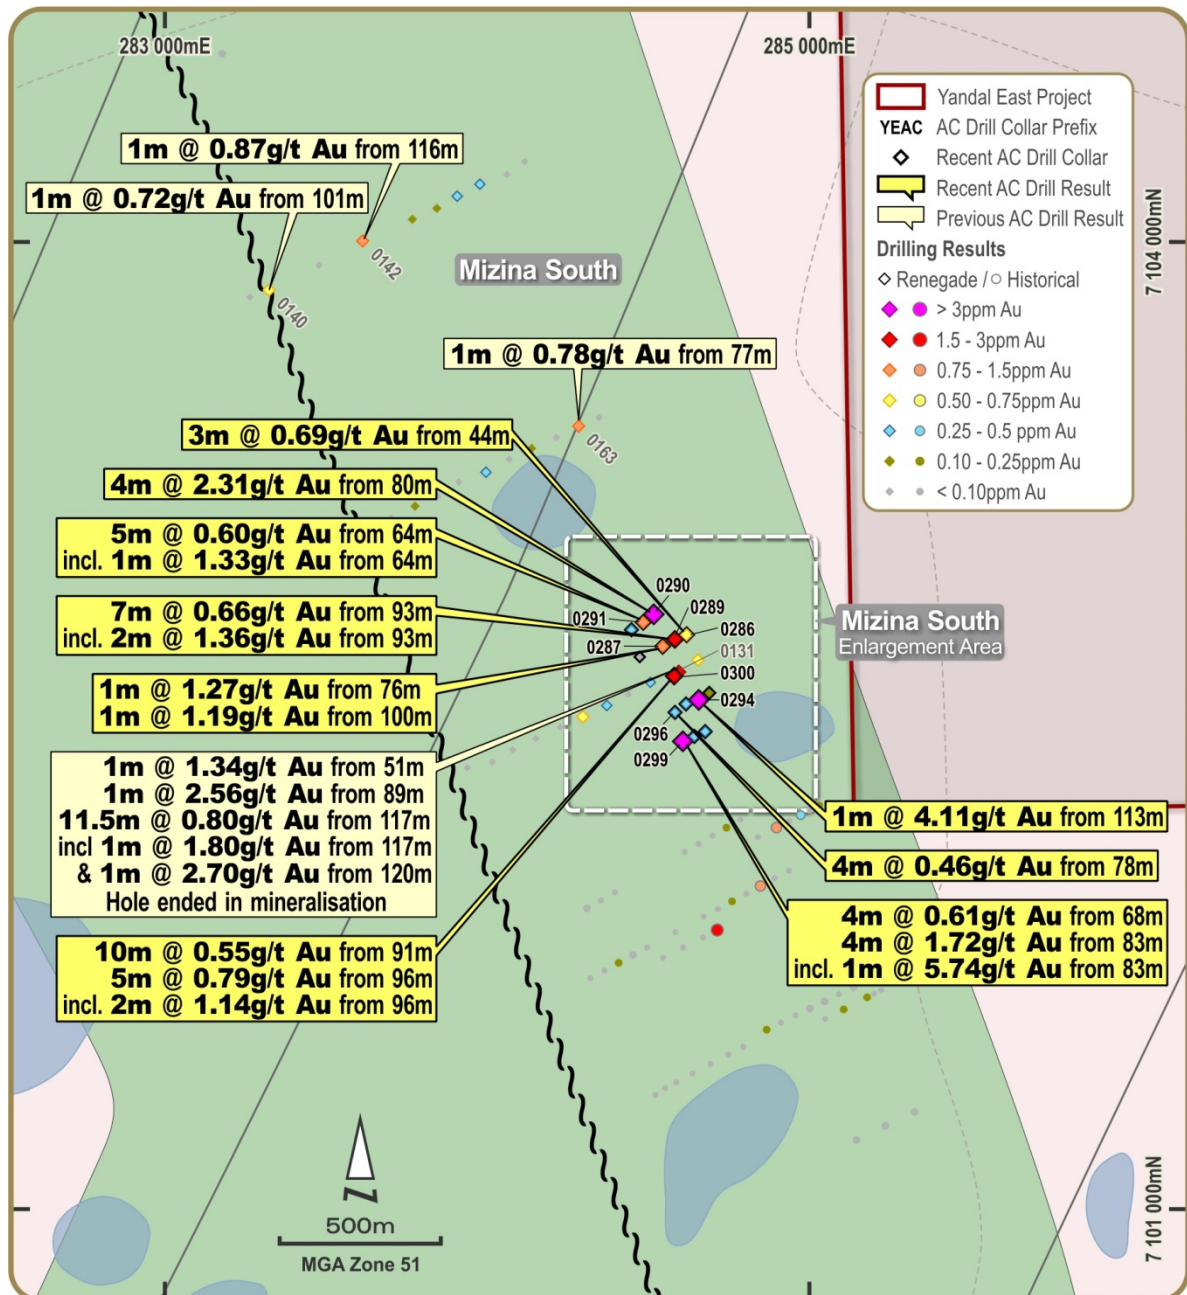 283 000mE
285 000mE
Yandal East Project
YEAC AC Drill Collar Prefix
Recent AC Drill Collar
Recent AC Drill Result
Previous AC Drill Result
Drilling Results
Renegade / Historical
> 3ppm Au
1.5 - 3ppm Au
0.75 - 1.5ppm Au
0.50 - 0.75ppm Au
0.25 - 0.5 ppm Au
0.10 - 0.25ppm Au
< 0.10ppm Au
7 104 000mN
1m @ 0.87g/t Au from 116m
1m @ 0.72g/t Au from 101m
0142
0140
Mizina South
1m @ 0.78g/t Au from 77m
0163
3m @ 0.69g/t Au from 44m
4m @ 2.31g/t Au from 80m
5m @ 0.60g/t Au from 64m
incl. 1m @ 1.33g/t Au from 64m
7m @ 0.66g/t Au from 93m
incl. 2m @ 1.36g/t Au from 93m
1m @ 1.27g/t Au from 76m
1m @ 1.19g/t Au from 100m
1m @ 1.34g/t Au from 51m
1m @ 2.56g/t Au from 89m
11.5m @ 0.80g/t Au from 117m
incl 1m @ 1.80g/t Au from 117m
& 1m @ 2.70g/t Au from 120m
Hole ended in mineralisation
10m @ 0.55g/t Au from 91m
5m @ 0.79g/t Au from 96m
incl. 2m @ 1.14g/t Au from 96m
0290
0289
0291
0286
0287
0131
0300
0294
0296
0299
Mizina South
Enlargement Area
1m @ 4.11g/t Au from 113m
4m @ 0.46g/t Au from 78m
4m @ 0.61g/t Au from 68m
4m @ 1.72g/t Au from 83m
incl. 1m @ 5.74g/t Au from 83m
N
500m
MGA Zone 51
7 101 000mN